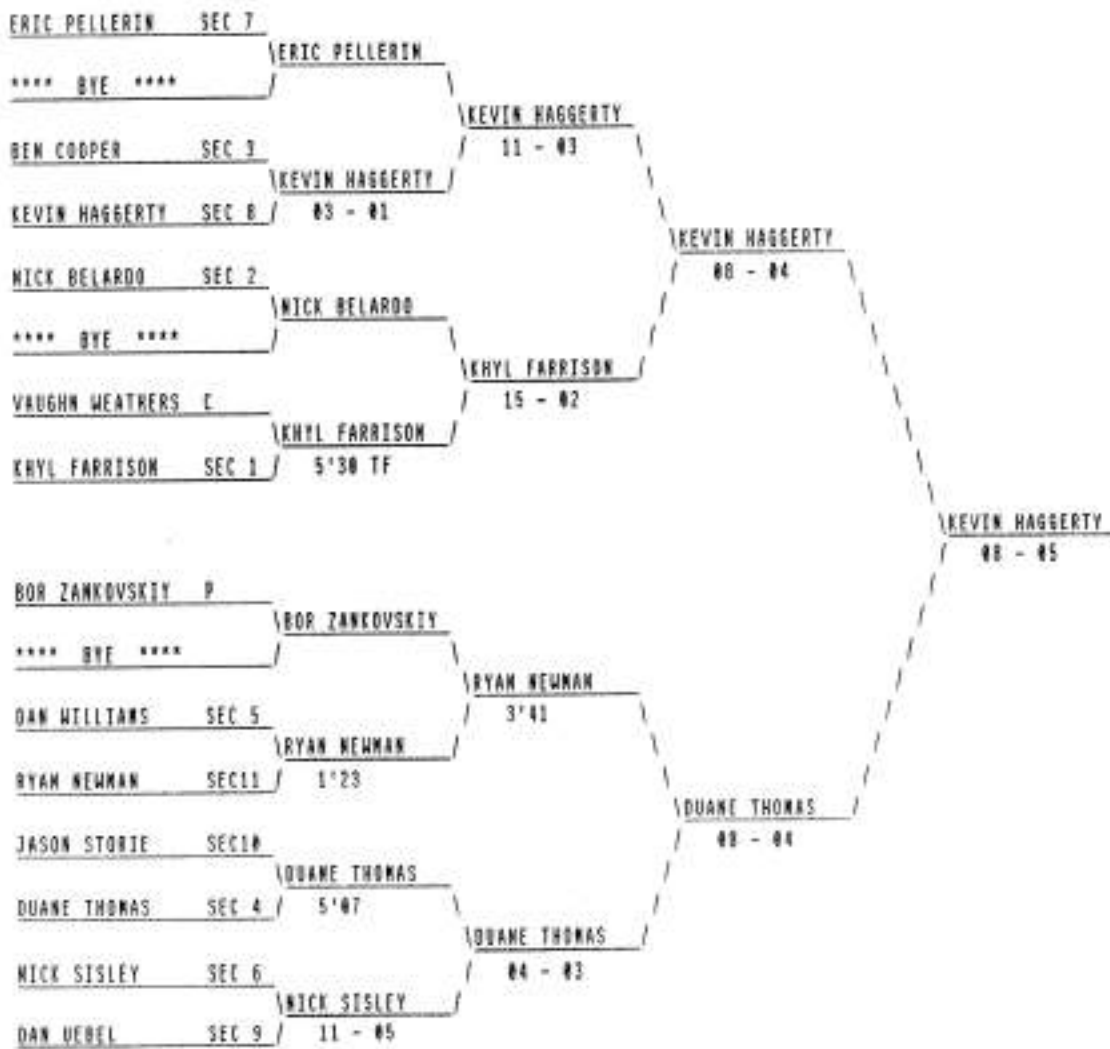 ERIC PELLERIN SEC 7
ERIC PELLERIN
**** BYE ****
KEVIN HAGGERTY
11 - 03
BEN COOPER SEC 3
KEVIN HAGGERTY
03 - 01
KEVIN HAGGERTY SEC 8
KEVIN HAGGERTY
08 - 04
NICK BELARDO SEC 2
NICK BELARDO
**** BYE ****
KHYL FARRISON
15 - 02
VAUGHN WEATHERS C
KHYL FARRISON
5'30 TF
KHYL FARRISON SEC 1
KEVIN HAGGERTY
08 - 05
BOR ZANKOVSKIY P
BOR ZANKOVSKIY
**** BYE ****
RYAN NEWMAN
3'41
DAN WILLIAMS SEC 5
RYAN NEWMAN
1'23
RYAN NEWMAN SEC11
DUANE THOMAS
- 04
JASON STORIE SEC10
DUANE THOMAS
5'07
DUANE THOMAS SEC 4
DUANE THOMAS
04 - 03
NICK SISLEY SEC 6
NICK SISLEY
11 - 05
DAN UEBEL SEC 9